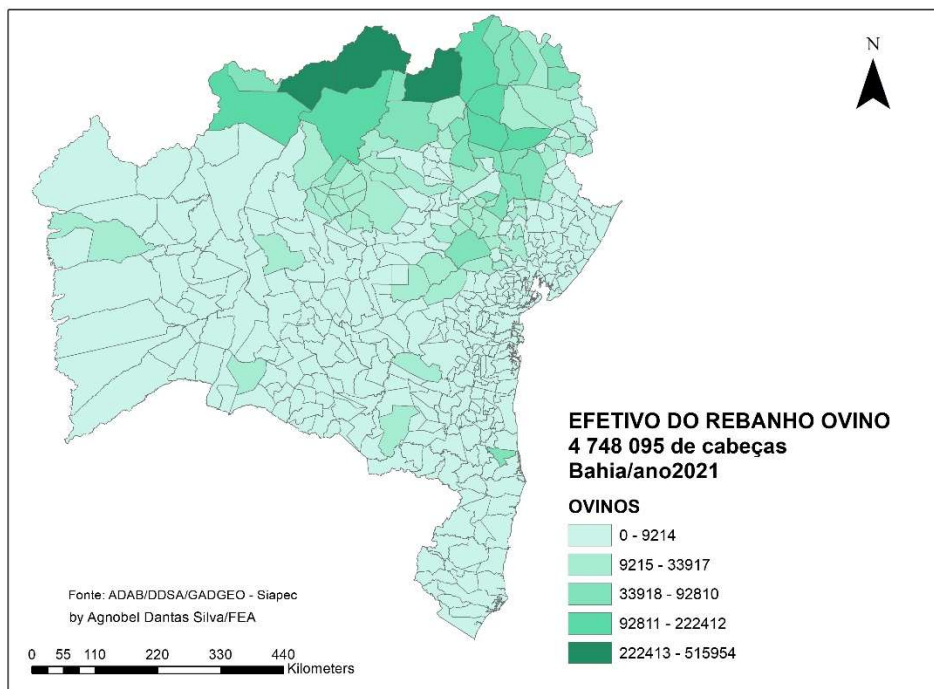 N
EFETIVO DO REBANHO OVINO
4 748 095 de cabeças
Bahia/ano2021
OVINOS
0 - 9214
9215 - 33917
33918 - 92810
92811 - 222412
222413 - 515954
Fonte: ADAB/DDSA/GADGEO - Siapec
by Agnobel Dantas Silva/FEA
0 55 110 220 330 440
Kilometers